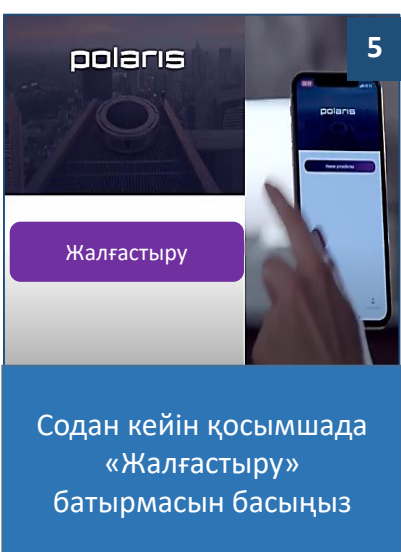 polaris
5
polaris
Жалғастыру
Содан кейін қосымшада
«Жалғастыру»
батырмасын басыңыз